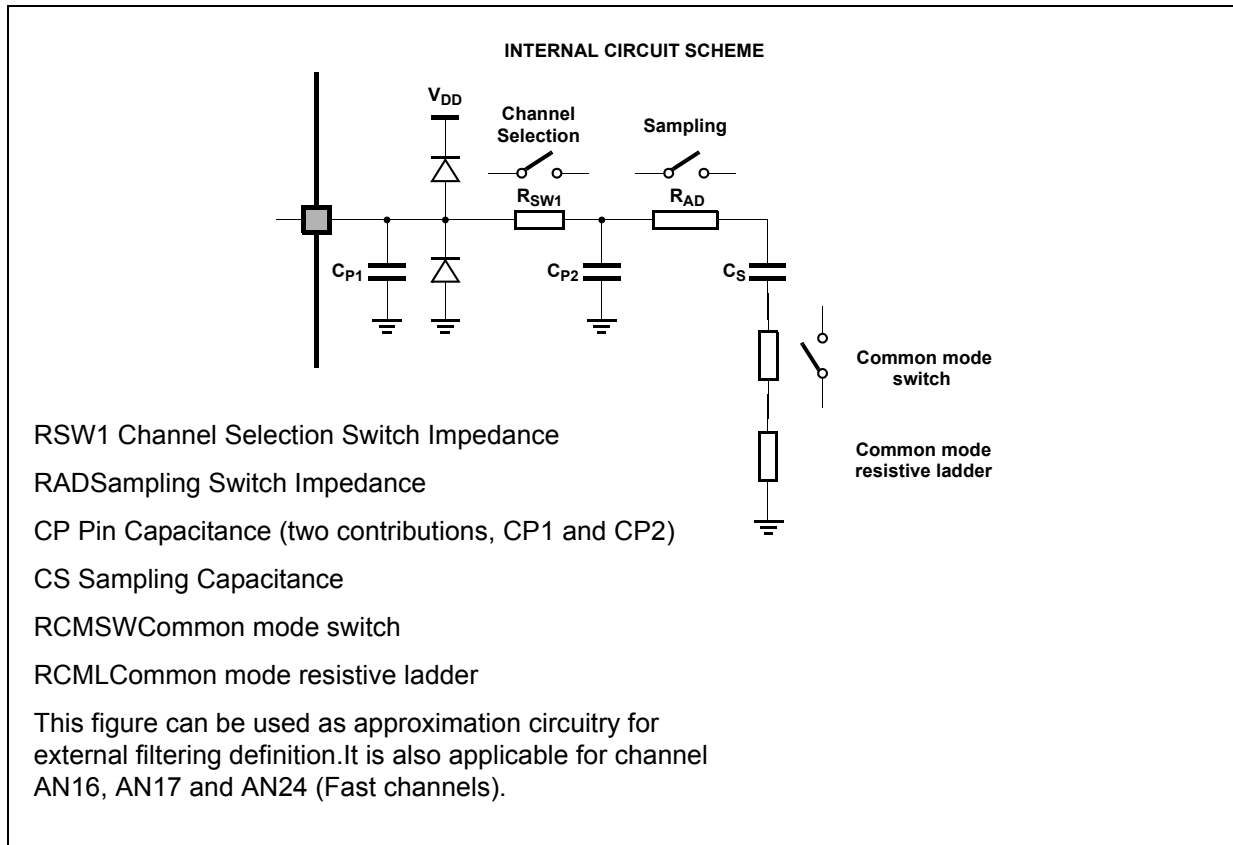 INTERNAL CIRCUIT SCHEME
VDD
Channel
Selection
Sampling
RSW1
RAD
CP1
CP2
CS
Common mode
switch
Common mode
resistive ladder
RSW1 Channel Selection Switch Impedance
RADSampling Switch Impedance
CP Pin Capacitance (two contributions, CP1 and CP2)
CS Sampling Capacitance
RCMSWCommon mode switch
RCMLCommon mode resistive ladder
This figure can be used as approximation circuitry for
external filtering definition.It is also applicable for channel
AN16, AN17 and AN24 (Fast channels).